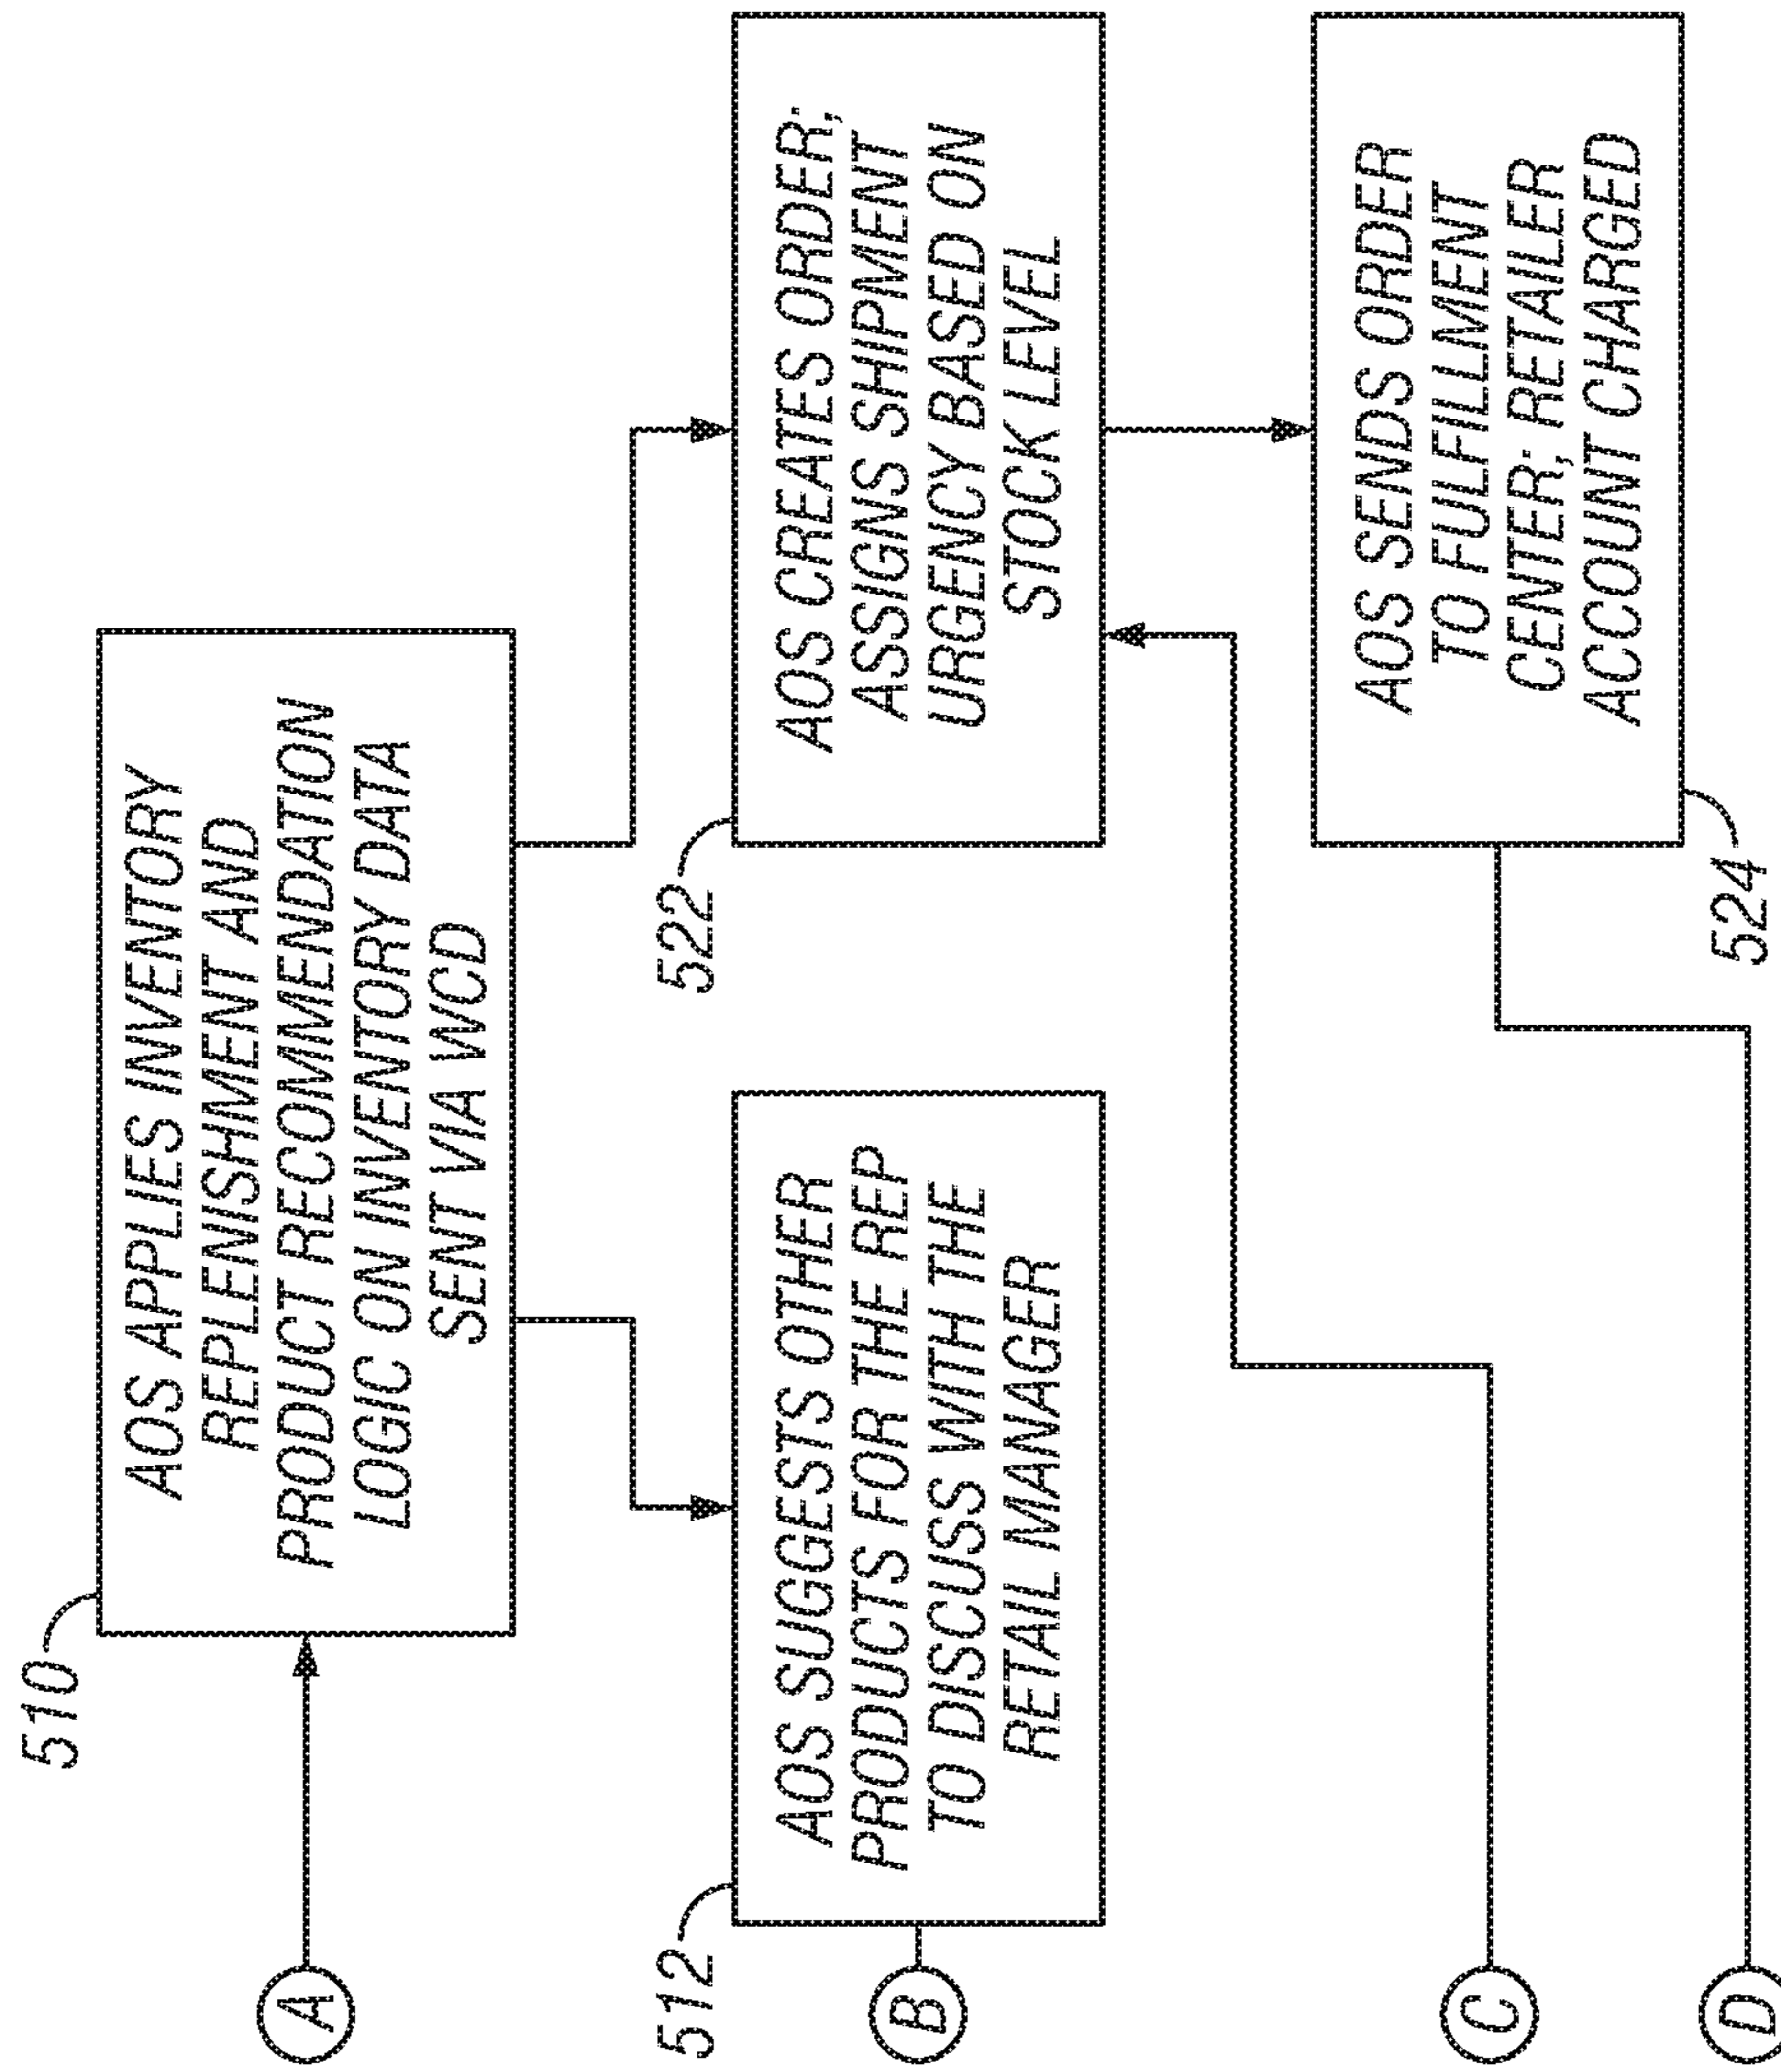 510
AOS APPLIES INVENTORY
REPLENISHMENT AND
PRODUCT RECOMMENDATION
LOGIC ON INVENTORY DATA
SENT VIA WCD
A
512
AOS SUGGESTS OTHER
PRODUCTS FOR THE REP
TO DISCUSS WITH THE
RETAIL MANAGER
B
522
AOS CREATES ORDER;
ASSIGNS SHIPMENT
URGENCY BASED ON
STOCK LEVEL
C
AOS SENDS ORDER
TO FULFILLMENT
CENTER; RETAILER
ACCOUNT CHARGED
524
D